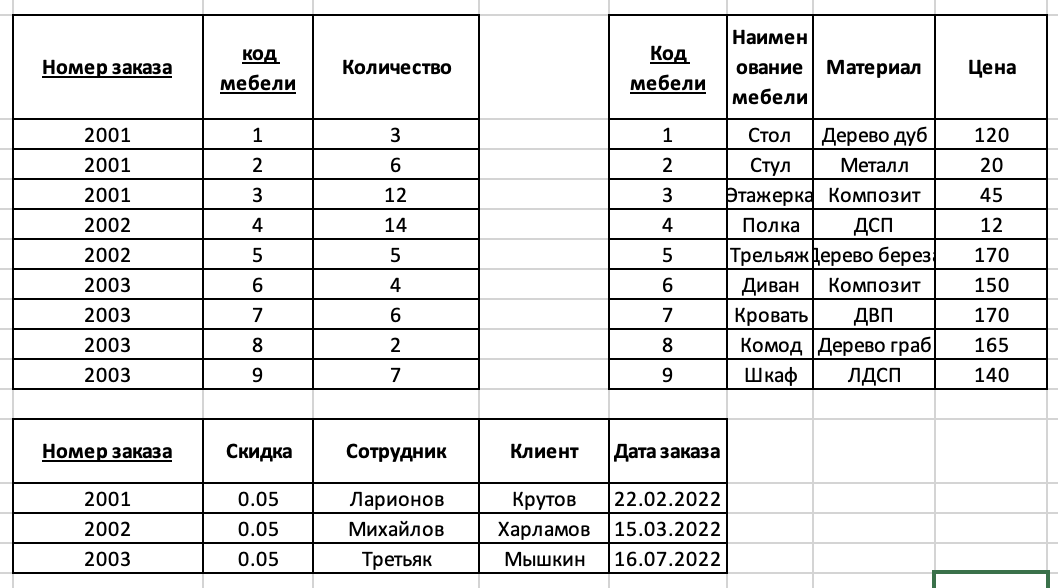 Номер заказа код мебели Количество
2001 1 3
2001 2 6
2001 3 12
2002 4 14
2002 5 5
2003 6 4
2003 7 6
2003 8 2
2003 9 7
Код мебели Наимен ование мебели Материал Цена
1 Стол Дерево дуб 120
2 Стул Металл 20
3 Этажерка Композит 45
4 Полка ДСП 12
5 Трельяж Дерево берез 170
6 Диван Композит 150
7 Кровать ДВП 170
8 Комод Дерево граб 165
9 Шкаф ЛДСП 140
Номер заказа Скидка Сотрудник Клиент Дата заказа
2001 0.05 Ларионов Крутов 22.02.2022
2002 0.05 Михайлов Харламов 15.03.2022
2003 0.05 Третьяк Мышкин 16.07.2022